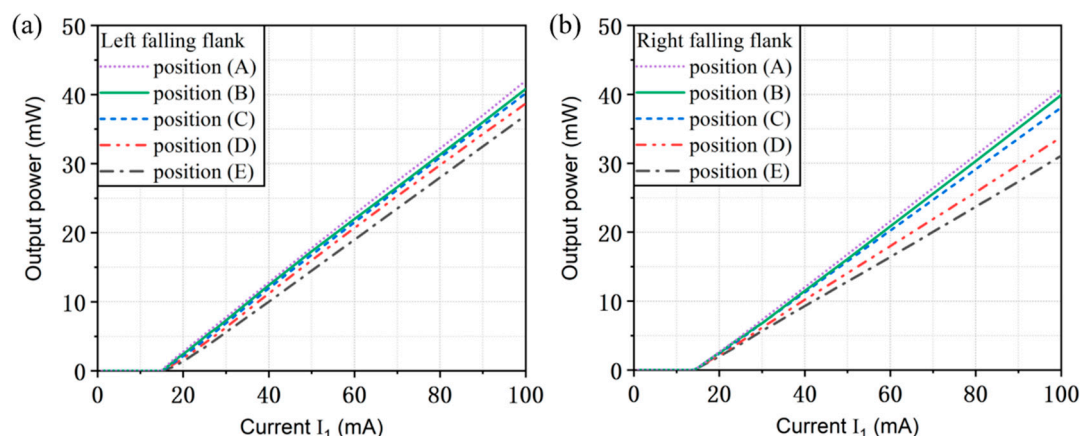 (a)
Left falling flank
position (A)
position (B)
position (C)
position (D)
position (E)
50
40
30
20
10
0
Output power (mW)
0 20 40 60 80 100
Current I₁ (mA)
(b)
Right falling flank
position (A)
position (B)
position (C)
position (D)
position (E)
50
40
30
20
10
0
Output power (mW)
0 20 40 60 80 100
Current I₁ (mA)